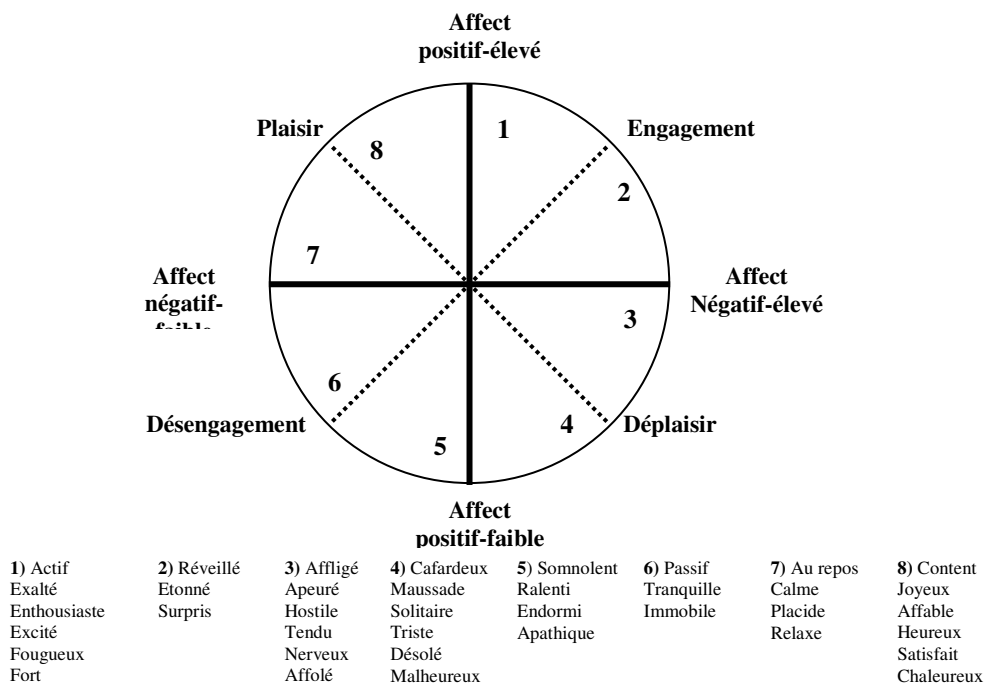 Affect
positif-élevé
Plaisir
1
Engagement
8
2
7
Affect
négatif-
faible
Affect
Négatif-élevé
3
6
Désengagement
4
Déplaisir
5
Affect
positif-faible
1) Actif 2) Réveillé 3) Affligé 4) Cafardeux 5) Somnolent 6) Passif 7) Au repos 8) Content
Exalté Etonné Apeuré Maussade Ralenti Tranquille Calme Joyeux
Enthousiaste Surpris Hostile Solitaire Endormi Immobile Placide Affable
Excité Tendu Triste Apathique Relaxe Heureux
Fougueux Nerveux Désolé Satisfait
Fort Affolé Malheureux Chaleureux